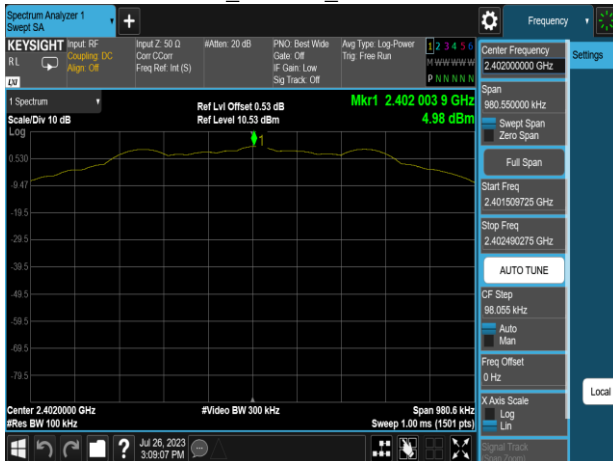 Spectrum Analyzer 1
Swept SA
+
Frequency
KEYSIGHT
RL
LXI
Input: RF
Coupling: DC
Align: Off
Input Z: 50 Ω
Corr CCorr
Freq Ref: Int (S)
#Atten: 20 dB
PNO: Best Wide
Gate: Off
IF Gain: Low
Sig Track: Off
Avg Type: Log-Power
Trig: Free Run
1 2 3 4 5 6
M W W W W W
P N N N N N
Center Frequency
2.402000000 GHz
Settings
Span
980.550000 kHz
Swept Span
Zero Span
Full Span
Start Freq
2.401509725 GHz
Stop Freq
2.402490275 GHz
AUTO TUNE
CF Step
98.055 kHz
Auto
Man
Freq Offset
0 Hz
X Axis Scale
Log
Lin
Signal Track
(Span Zoom)
Local
1 Spectrum
Scale/Div 10 dB
Ref Lvl Offset 0.53 dB
Ref Level 10.53 dBm
Mkr1 2.402 003 9 GHz
4.98 dBm
Log
1
0.530
-9.47
-19.5
-29.5
-39.5
-49.5
-59.5
-69.5
-79.5
Center 2.4020000 GHz
#Res BW 100 kHz
#Video BW 300 kHz
Span 980.6 kHz
Sweep 1.00 ms (1501 pts)
?
Jul 26, 2023
3:09:07 PM